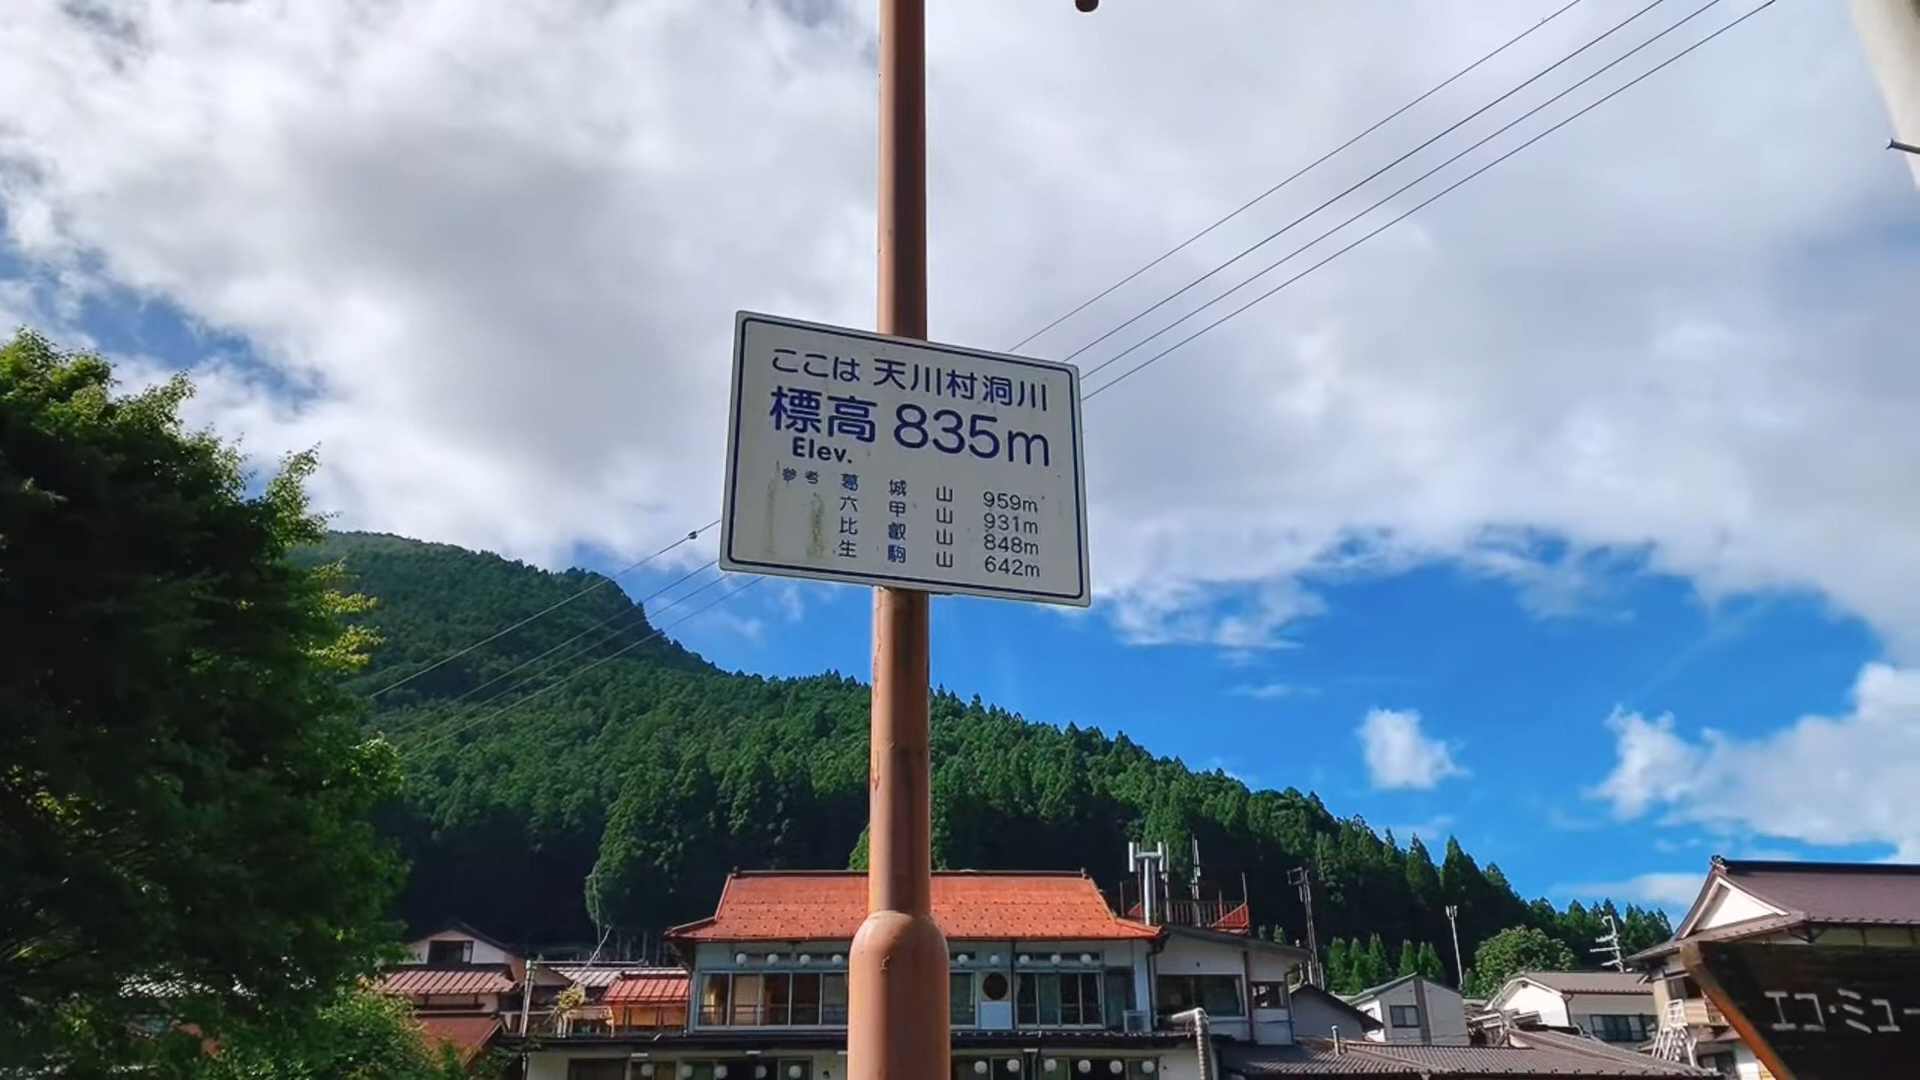 ここは 天川村洞川
標高 835m
Elev.
参考 葛城山 959m
六甲山 931m
比叡山 848m
生駒山 642m
エコ・ミュー